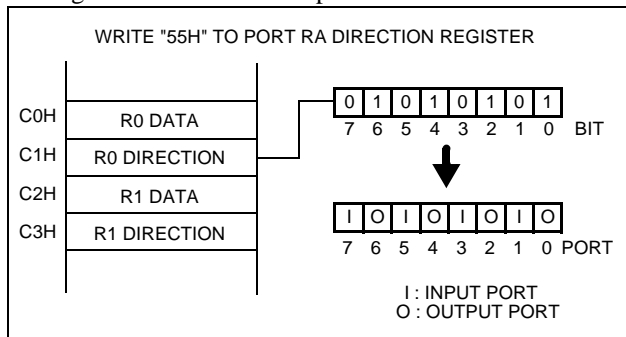 WRITE "55H" TO PORT RA DIRECTION REGISTER
0 1 0 1 0 1 0 1
7 6 5 4 3 2 1 0 BIT
C0H R0 DATA
C1H R0 DIRECTION
C2H R1 DATA
C3H R1 DIRECTION
I O I O I O I O
7 6 5 4 3 2 1 0 PORT
I : INPUT PORT
O : OUTPUT PORT